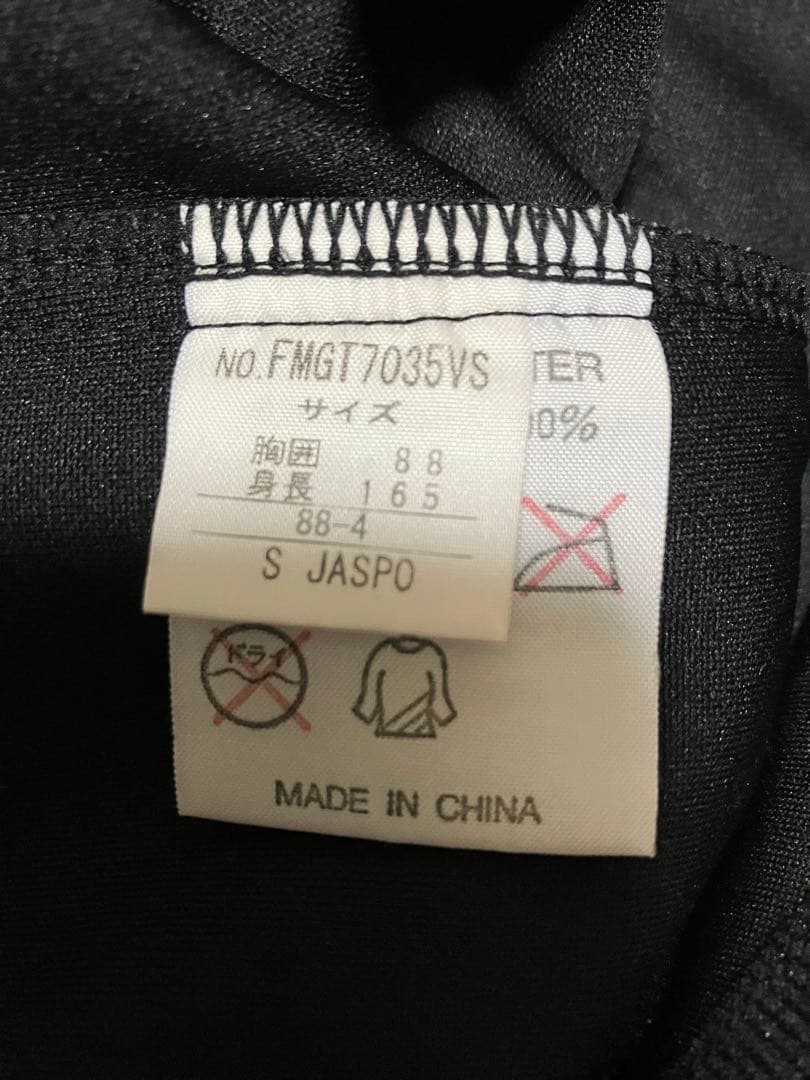 NO.FMGT7035VS
サイズ
胸囲 88
身長 165
88-4
S JASPO
TER
00%
ドライ
MADE IN CHINA